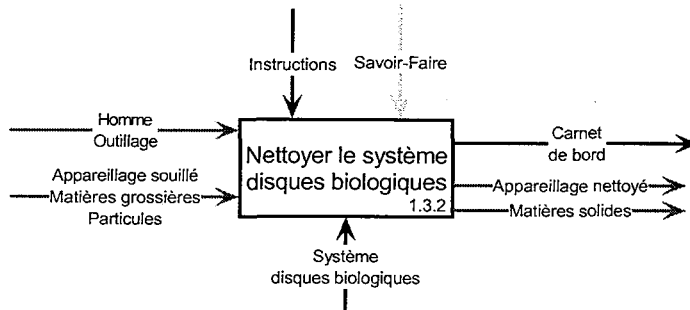 Instructions
Savoir-Faire
Homme
Outillage
Appareillage souillé
Matières grossières
Particules
Nettoyer le système
disques biologiques
1.3.2
Carnet
de bord
Appareillage nettoyé
Matières solides
Système
disques biologiques